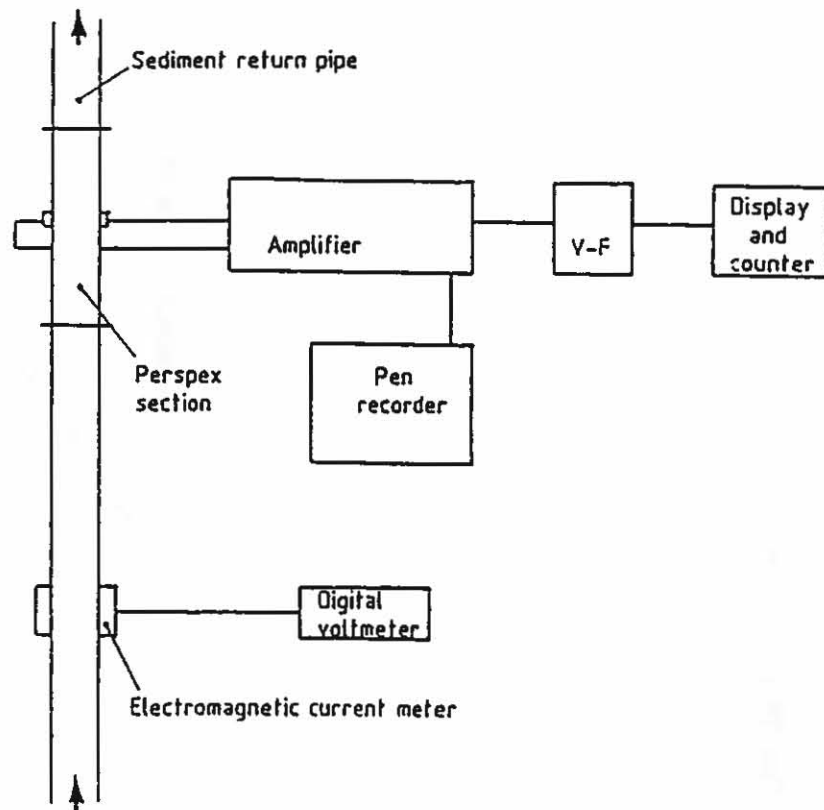 Sediment return pipe
Amplifier
V-F
Display
and
counter
Perspex
section
Pen
recorder
Digital
voltmeter
Electromagnetic current meter